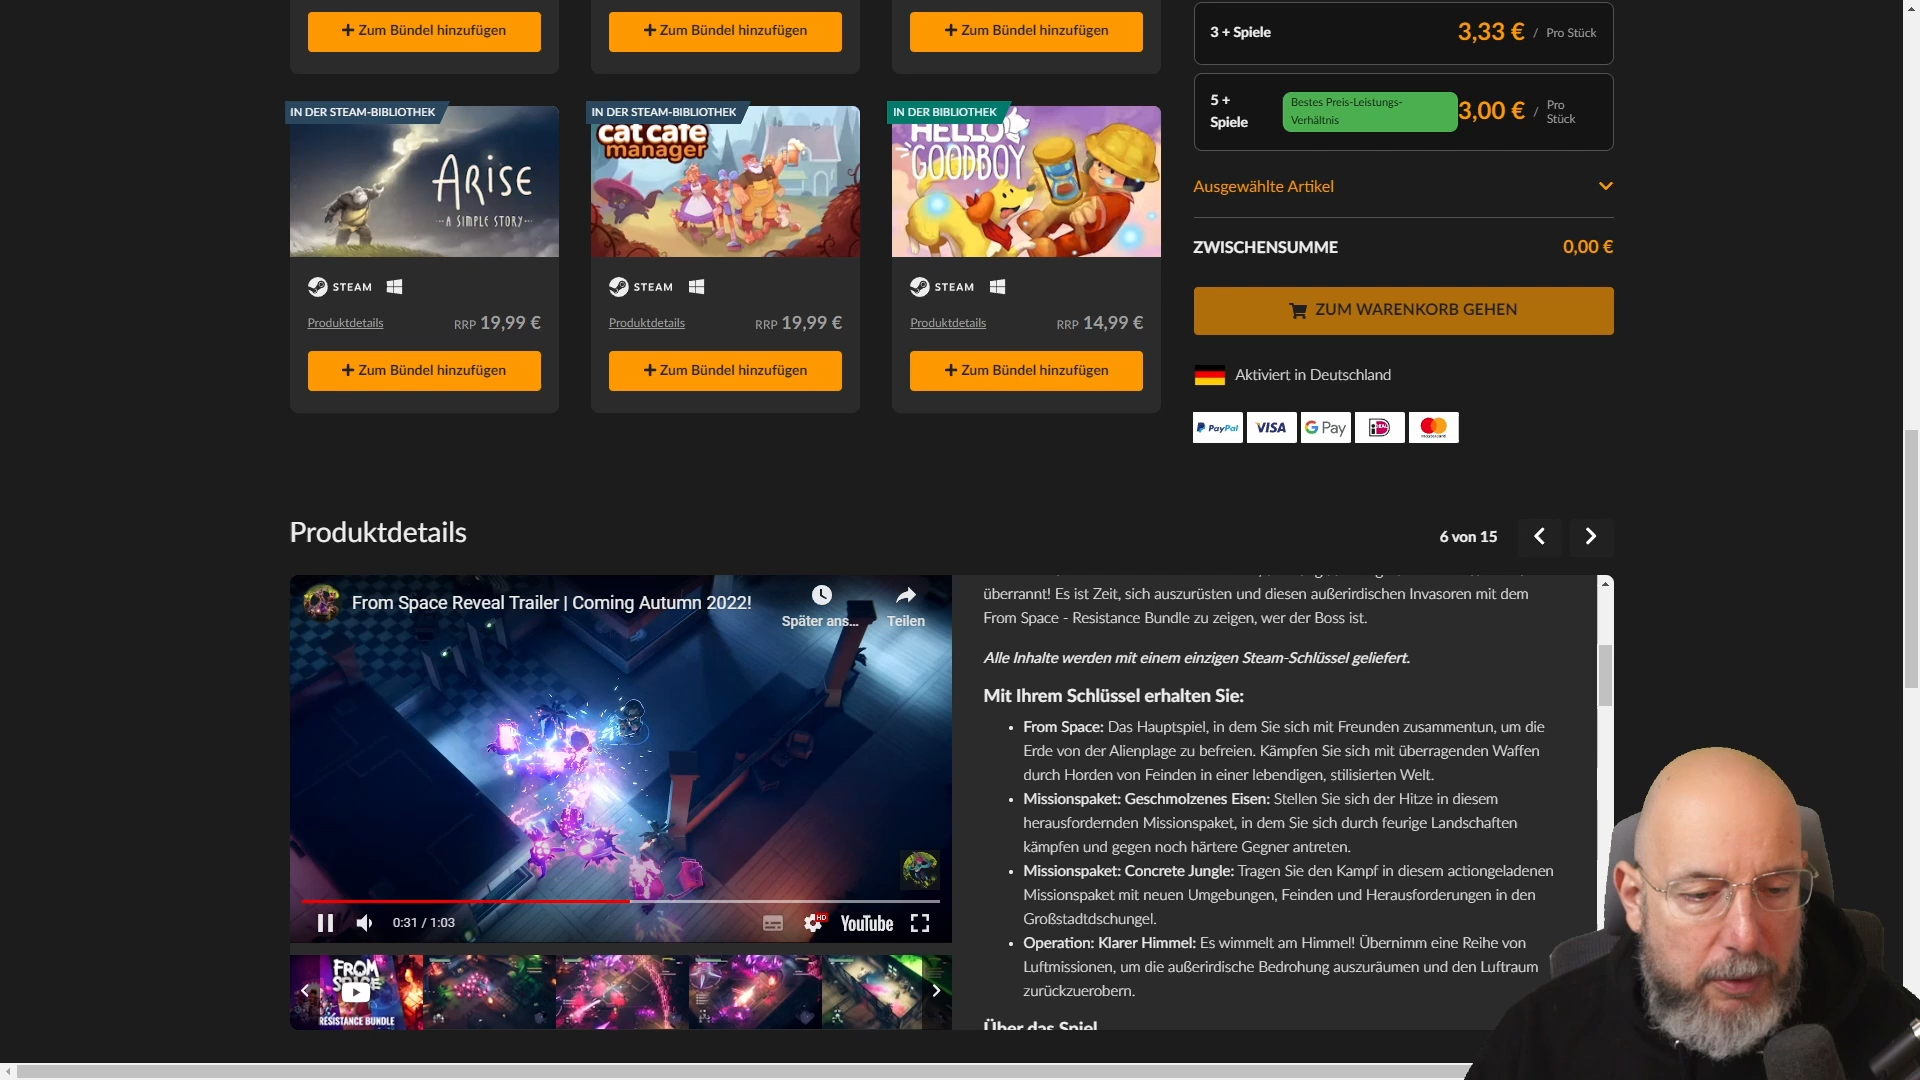 Zum Bündel hinzufügen
Zum Bündel hinzufügen
Zum Bündel hinzufügen
3 + Spiele
3,33 € / Pro Stück
5 + Spiele
Bestes Preis-Leistungs-
Verhältnis
3,00 € / Pro Stück
IN DER STEAM-BIBLIOTHEK
IN DER STEAM-BIBLIOTHEK
IN DER BIBLIOTHEK
ARISE
A SIMPLE STORY
cat cafe
manager
HELLO
GOODBOY
Ausgewählte Artikel
ZWISCHENSUMME
0,00 €
STEAM
STEAM
STEAM
Produktdetails
RRP 19,99 €
Produktdetails
RRP 19,99 €
Produktdetails
RRP 14,99 €
ZUM WARENKORB GEHEN
Zum Bündel hinzufügen
Zum Bündel hinzufügen
Zum Bündel hinzufügen
Aktiviert in Deutschland
PayPal
VISA
G Pay
Produktdetails
6 von 15
From Space Reveal Trailer | Coming Autumn 2022!
Später ans...
Teilen
0:31 / 1:03
HD
YouTube
FROM
SPACE
RESISTANCE BUNDLE
überrannt! Es ist Zeit, sich auszurüsten und diesen außerirdischen Invasoren mit dem
From Space - Resistance Bundle zu zeigen, wer der Boss ist.
Alle Inhalte werden mit einem einzigen Steam-Schlüssel geliefert.
Mit Ihrem Schlüssel erhalten Sie:
• From Space: Das Hauptspiel, in dem Sie sich mit Freunden zusammentun, um die
Erde von der Alienplage zu befreien. Kämpfen Sie sich mit überragenden Waffen
durch Horden von Feinden in einer lebendigen, stilisierten Welt.
• Missionspaket: Geschmolzenes Eisen: Stellen Sie sich der Hitze in diesem
herausfordernden Missionspaket, in dem Sie sich durch feurige Landschaften
kämpfen und gegen noch härtere Gegner antreten.
• Missionspaket: Concrete Jungle: Tragen Sie den Kampf in diesem actiongeladenen
Missionspaket mit neuen Umgebungen, Feinden und Herausforderungen in den
Großstadtdschungel.
• Operation: Klarer Himmel: Es wimmelt am Himmel! Übernimm eine Reihe von
Luftmissionen, um die außerirdische Bedrohung auszuräumen und den Luftraum
zurückzuerobern.
Über das Spiel